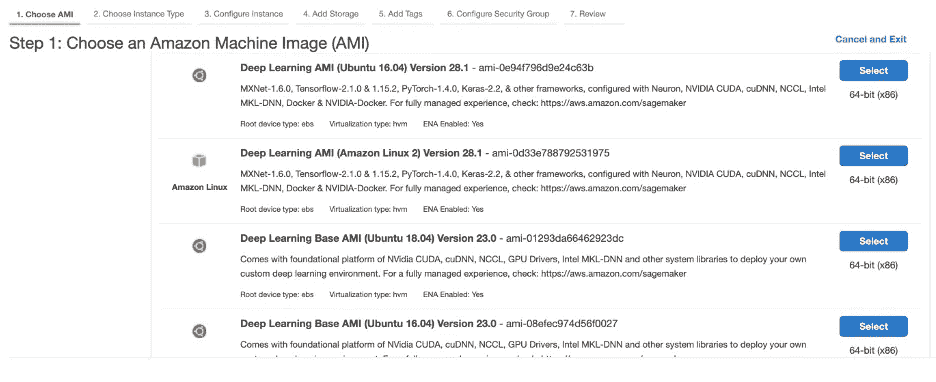 1. Choose AMI 2. Choose Instance Type 3. Configure Instance 4. Add Storage 5. Add Tags 6. Configure Security Group 7. Review
Step 1: Choose an Amazon Machine Image (AMI)
Cancel and Exit
Deep Learning AMI (Ubuntu 16.04) Version 28.1 - ami-0e94f796d9e24c63b
Select
MXNet-1.6.0, Tensorflow-2.1.0 & 1.15.2, PyTorch-1.4.0, Keras-2.2, & other frameworks, configured with Neuron, NVIDIA CUDA, cuDNN, NCCL, Intel
64-bit (x86)
MKL-DNN, Docker & NVIDIA-Docker. For fully managed experience, check: https://aws.amazon.com/sagemaker
Root device type: ebs Virtualization type: hvm ENA Enabled: Yes
Deep Learning AMI (Amazon Linux 2) Version 28.1 - ami-0d33e788792531975
Select
MXNet-1.6.0, Tensorflow-2.1.0 & 1.15.2, PyTorch-1.4.0, Keras-2.2, & other frameworks, configured with Neuron, NVIDIA CUDA, cuDNN, NCCL, Intel
64-bit (x86)
Amazon Linux
MKL-DNN, Docker & NVIDIA-Docker. For fully managed experience, check: https://aws.amazon.com/sagemaker
Root device type: ebs Virtualization type: hvm ENA Enabled: Yes
Deep Learning Base AMI (Ubuntu 18.04) Version 23.0 - ami-01293da66462923dc
Select
Comes with foundational platform of NVidia CUDA, cuDNN, NCCL, GPU Drivers, Intel MKL-DNN and other system libraries to deploy your own
64-bit (x86)
custom deep learning environment. For a fully managed experience, check: https://aws.amazon.com/sagemaker
Root device type: ebs Virtualization type: hvm ENA Enabled: Yes
Deep Learning Base AMI (Ubuntu 16.04) Version 23.0 - ami-08efec974d56f0027
Select
Comes with foundational platform of NVidia CUDA, cuDNN, NCCL, GPU Drivers, Intel MKL-DNN and other system libraries to deploy your own
64-bit (x86)